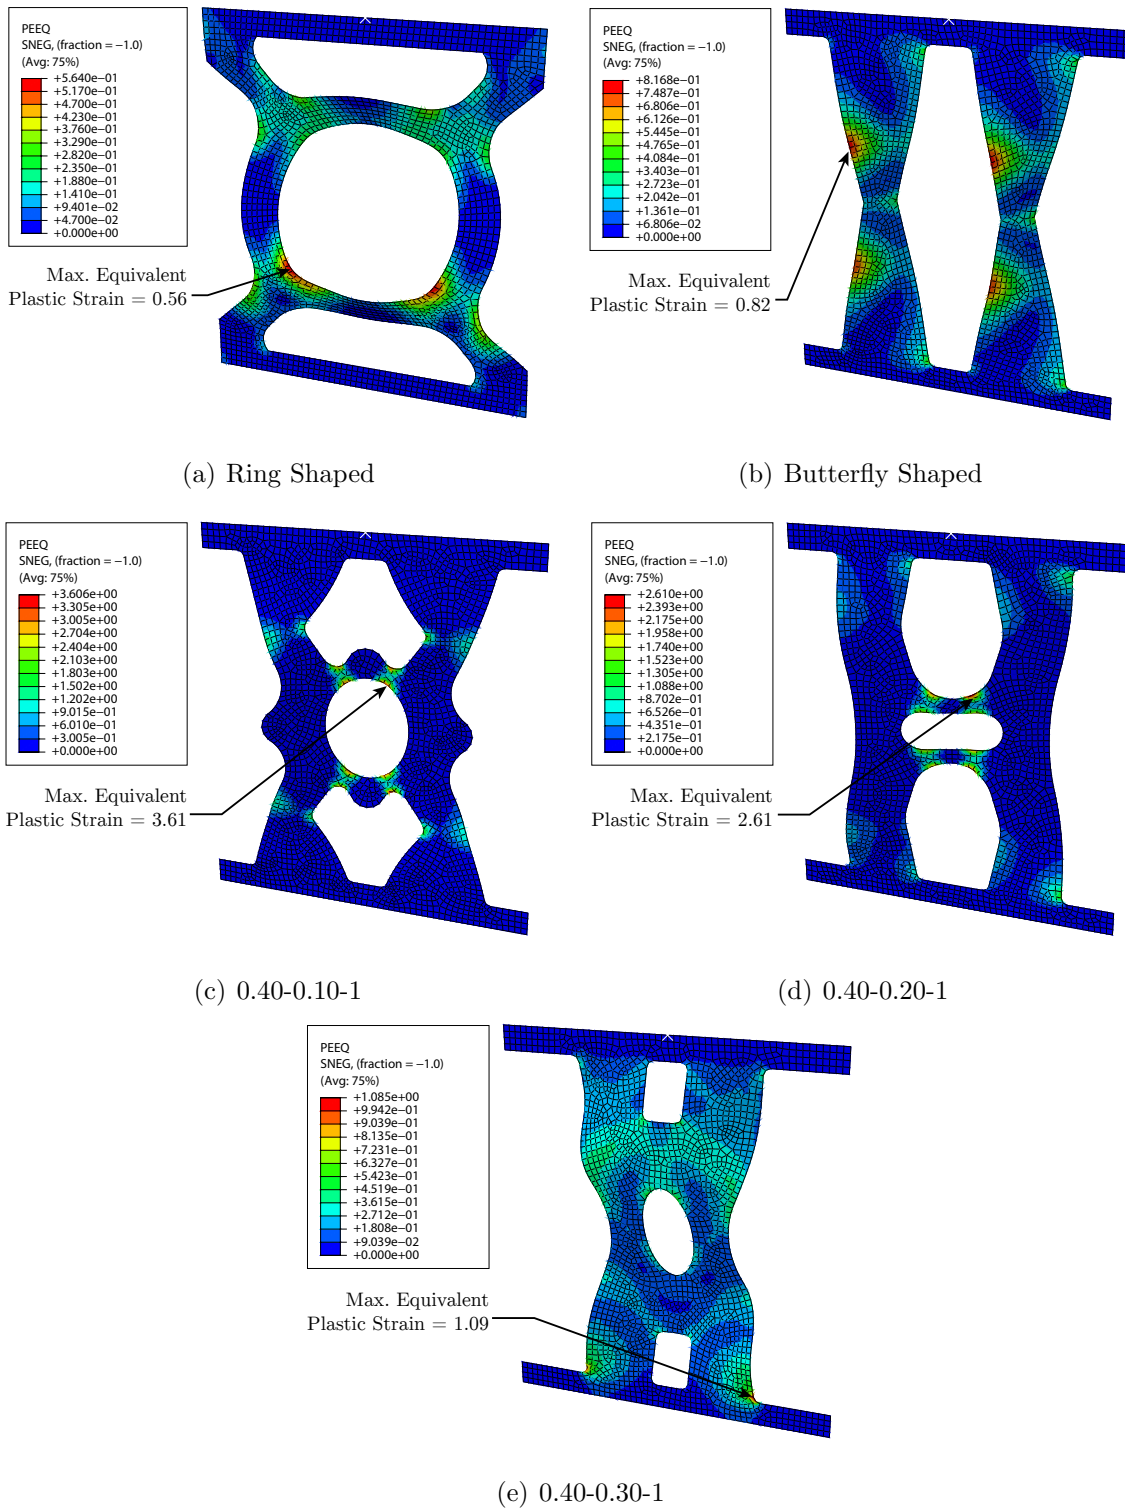 PEEQ
SNEG, (fraction = −1.0)
(Avg: 75%)
+5.640e−01
+5.170e−01
+4.700e−01
+4.230e−01
+3.760e−01
+3.290e−01
+2.820e−01
+2.350e−01
+1.880e−01
+1.410e−01
+9.401e−02
+4.700e−02
+0.000e+00
Max. Equivalent
Plastic Strain = 0.56
(a) Ring Shaped
PEEQ
SNEG, (fraction = −1.0)
(Avg: 75%)
+8.168e−01
+7.487e−01
+6.806e−01
+6.126e−01
+5.445e−01
+4.765e−01
+4.084e−01
+3.403e−01
+2.723e−01
+2.042e−01
+1.361e−01
+6.806e−02
+0.000e+00
Max. Equivalent
Plastic Strain = 0.82
(b) Butterfly Shaped
PEEQ
SNEG, (fraction = −1.0)
(Avg: 75%)
+3.606e+00
+3.305e+00
+3.005e+00
+2.704e+00
+2.404e+00
+2.103e+00
+1.803e+00
+1.502e+00
+1.202e+00
+9.015e−01
+6.010e−01
+3.005e−01
+0.000e+00
Max. Equivalent
Plastic Strain = 3.61
(c) 0.40-0.10-1
PEEQ
SNEG, (fraction = −1.0)
(Avg: 75%)
+2.610e+00
+2.393e+00
+2.175e+00
+1.958e+00
+1.740e+00
+1.523e+00
+1.305e+00
+1.088e+00
+8.702e−01
+6.526e−01
+4.351e−01
+2.175e−01
+0.000e+00
Max. Equivalent
Plastic Strain = 2.61
(d) 0.40-0.20-1
PEEQ
SNEG, (fraction = −1.0)
(Avg: 75%)
+1.085e+00
+9.942e−01
+9.039e−01
+8.135e−01
+7.231e−01
+6.327e−01
+5.423e−01
+4.519e−01
+3.615e−01
+2.712e−01
+1.808e−01
+9.039e−02
+0.000e+00
Max. Equivalent
Plastic Strain = 1.09
(e) 0.40-0.30-1